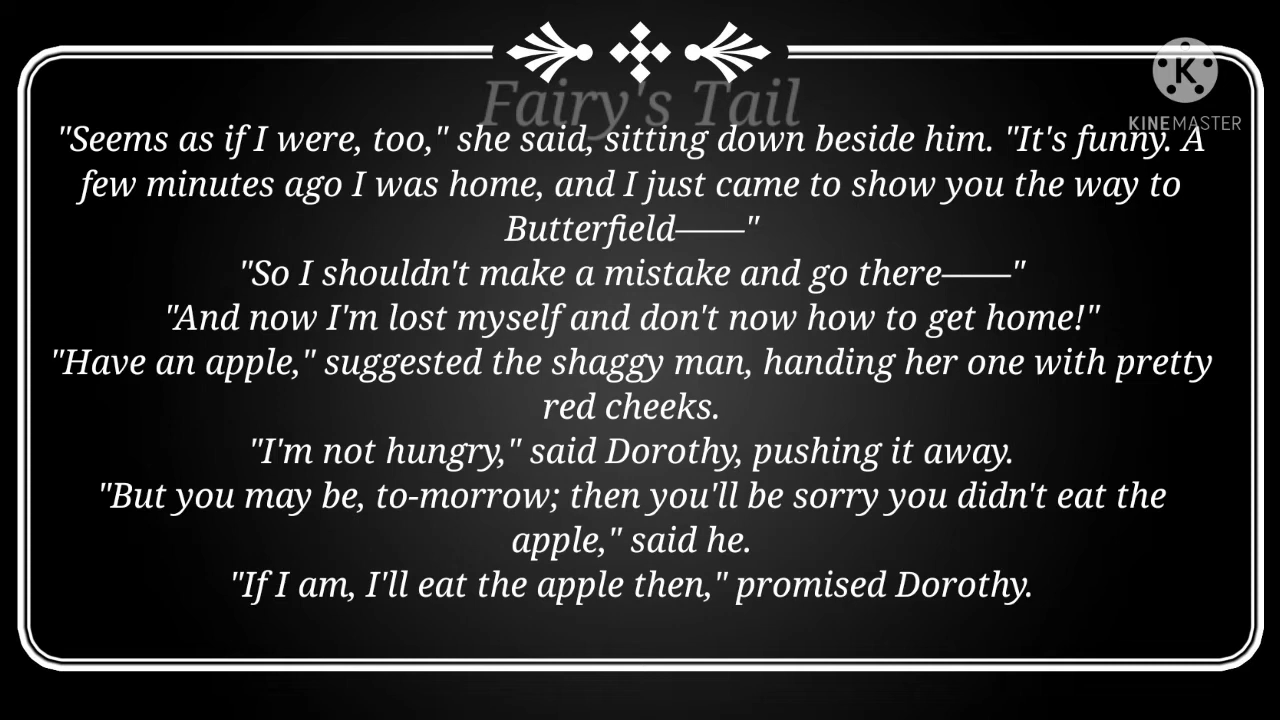 Fairy's Tail
K
KINEMASTER
"Seems as if I were, too," she said, sitting down beside him. "It's funny. A
few minutes ago I was home, and I just came to show you the way to
Butterfield——"
"So I shouldn't make a mistake and go there——"
"And now I'm lost myself and don't now how to get home!"
"Have an apple," suggested the shaggy man, handing her one with pretty
red cheeks.
"I'm not hungry," said Dorothy, pushing it away.
"But you may be, to-morrow; then you'll be sorry you didn't eat the
apple," said he.
"If I am, I'll eat the apple then," promised Dorothy.